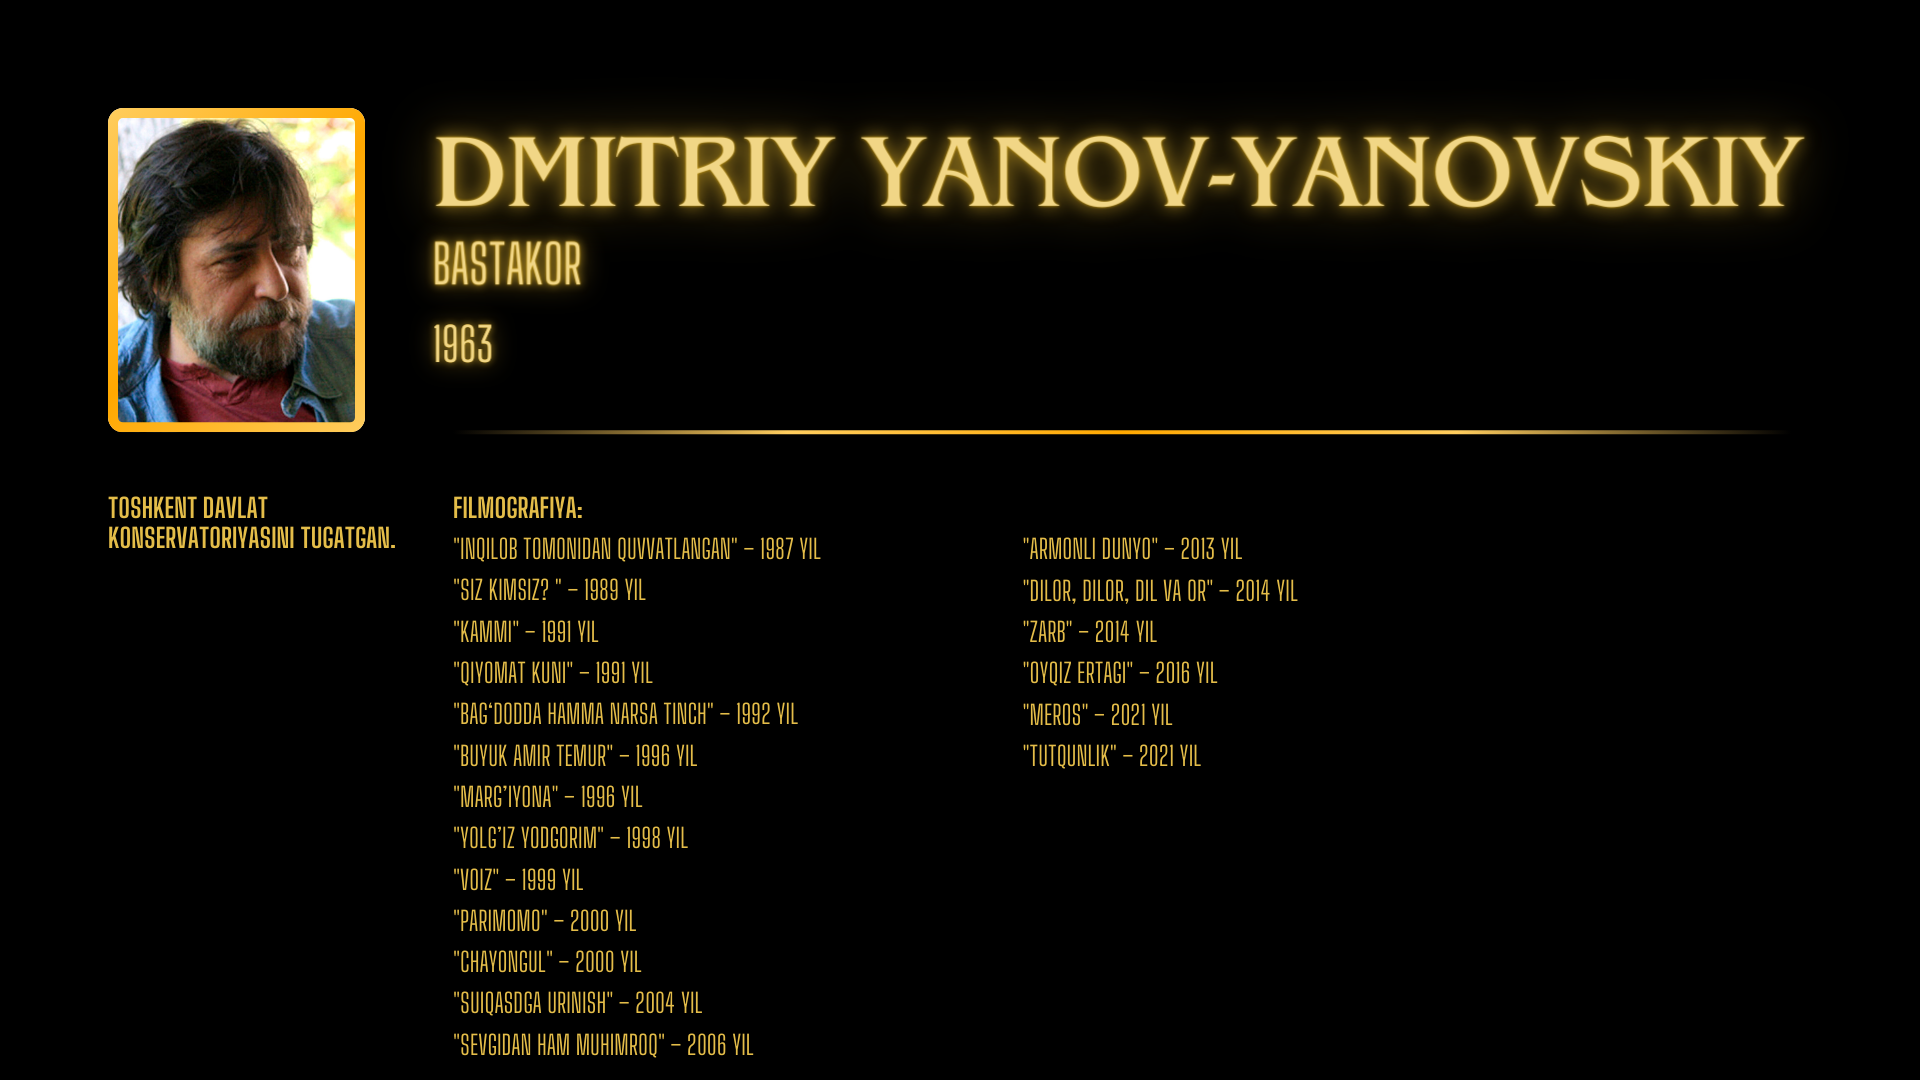 DMITRIY YANOV-YANOVSKIY
BASTAKOR
1963
TOSHKENT DAVLAT
KONSERVATORIYASINI TUGATGAN.
FILMOGRAFIYA:
"INQILOB TOMONIDAN QUVVATLANGAN" – 1987 YIL
"SIZ KIMSIZ? " – 1989 YIL
"KAMMI" – 1991 YIL
"QIYOMAT KUNI" – 1991 YIL
"BAG‘DODDA HAMMA NARSA TINCH" – 1992 YIL
"BUYUK AMIR TEMUR" – 1996 YIL
"MARG’IYONA" – 1996 YIL
"YOLG’IZ YODGORIM" – 1998 YIL
"VOIZ" – 1999 YIL
"PARIMOMO" – 2000 YIL
"CHAYONGUL" – 2000 YIL
"SUIQASDGA URINISH" – 2004 YIL
"SEVGIDAN HAM MUHIMROQ" – 2006 YIL
"ARMONLI DUNYO" – 2013 YIL
"DILOR, DILOR, DIL VA OR" – 2014 YIL
"ZARB" – 2014 YIL
"OYQIZ ERTAGI" – 2016 YIL
"MEROS" – 2021 YIL
"TUTQUNLIK" – 2021 YIL